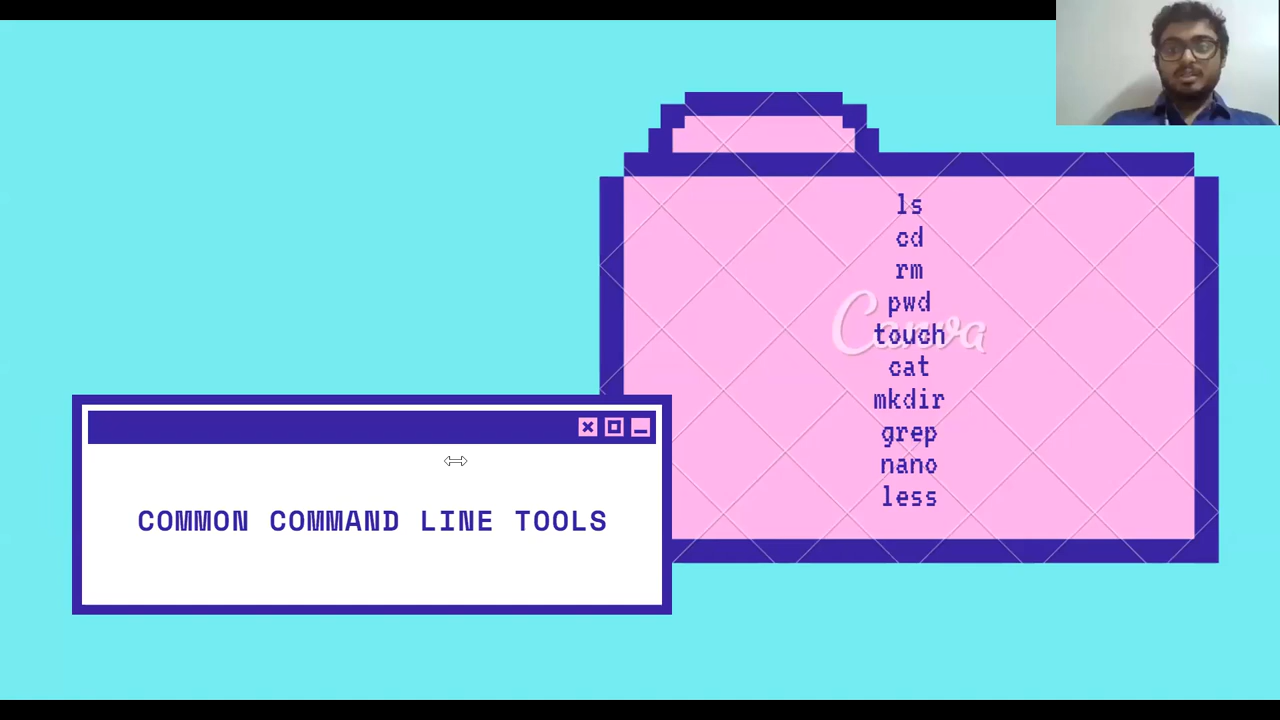 ls
cd
rm
pwd
touch
cat
mkdir
grep
nano
less
Canva
COMMON COMMAND LINE TOOLS